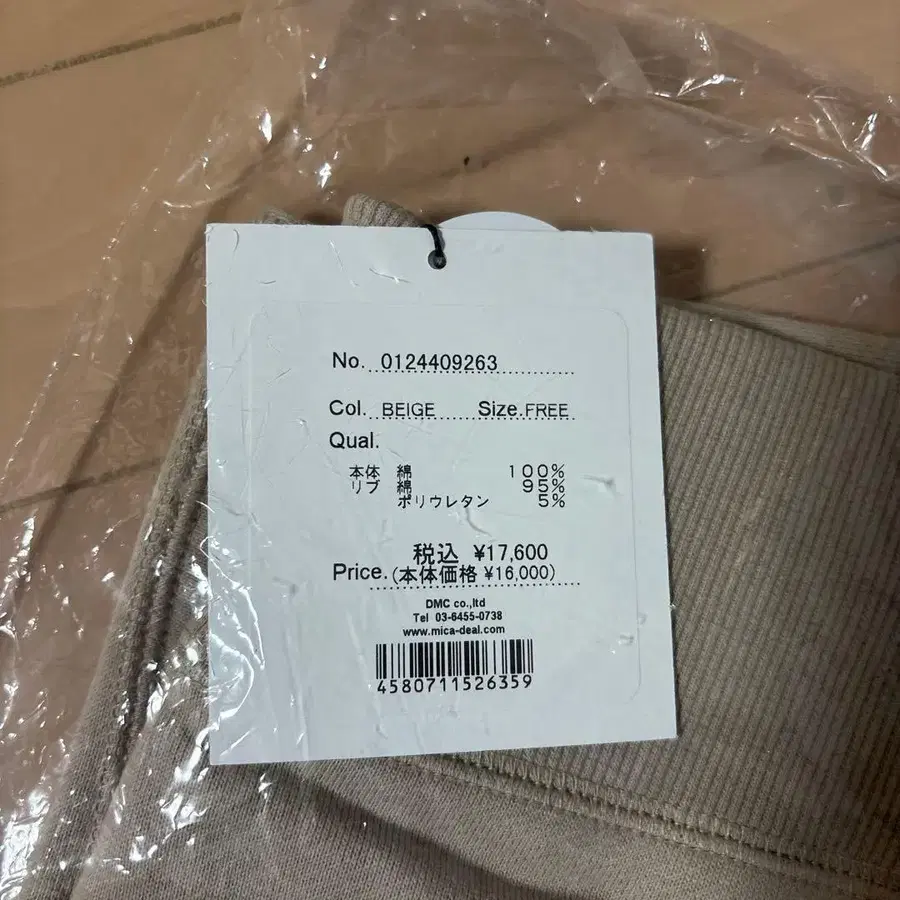 No. 0124409263
Col. BEIGE Size. FREE
Qual.
本体 綿 100%
リブ 綿 95%
ポリウレタン 5%
税込 ¥17,600
Price. (本体価格 ¥16,000)
DMC co.,ltd
Tel 03-6455-0738
www.mica-deal.com
4580711526359